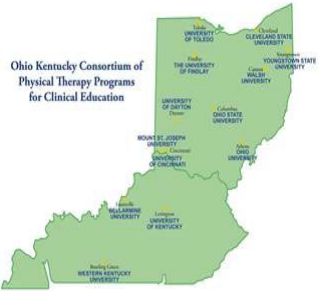 Ohio Kentucky Consortium of
Physical Therapy Programs
for Clinical Education
Toledo
UNIVERSITY
OF TOLEDO
Cleveland
CLEVELAND STATE
UNIVERSITY
Youngstown
YOUNGSTOWN STATE
UNIVERSITY
Findlay
THE UNIVERSITY
OF FINDLAY
Canton
WALSH
UNIVERSITY
UNIVERSITY
OF DAYTON
Dayton
Columbus
OHIO STATE
UNIVERSITY
MOUNT ST. JOSEPH
UNIVERSITY
Cincinnati
UNIVERSITY
OF CINCINNATI
Athens
OHIO
UNIVERSITY
Louisville
BELLARMINE
UNIVERSITY
Lexington
UNIVERSITY
OF KENTUCKY
Bowling Green
WESTERN KENTUCKY
UNIVERSITY